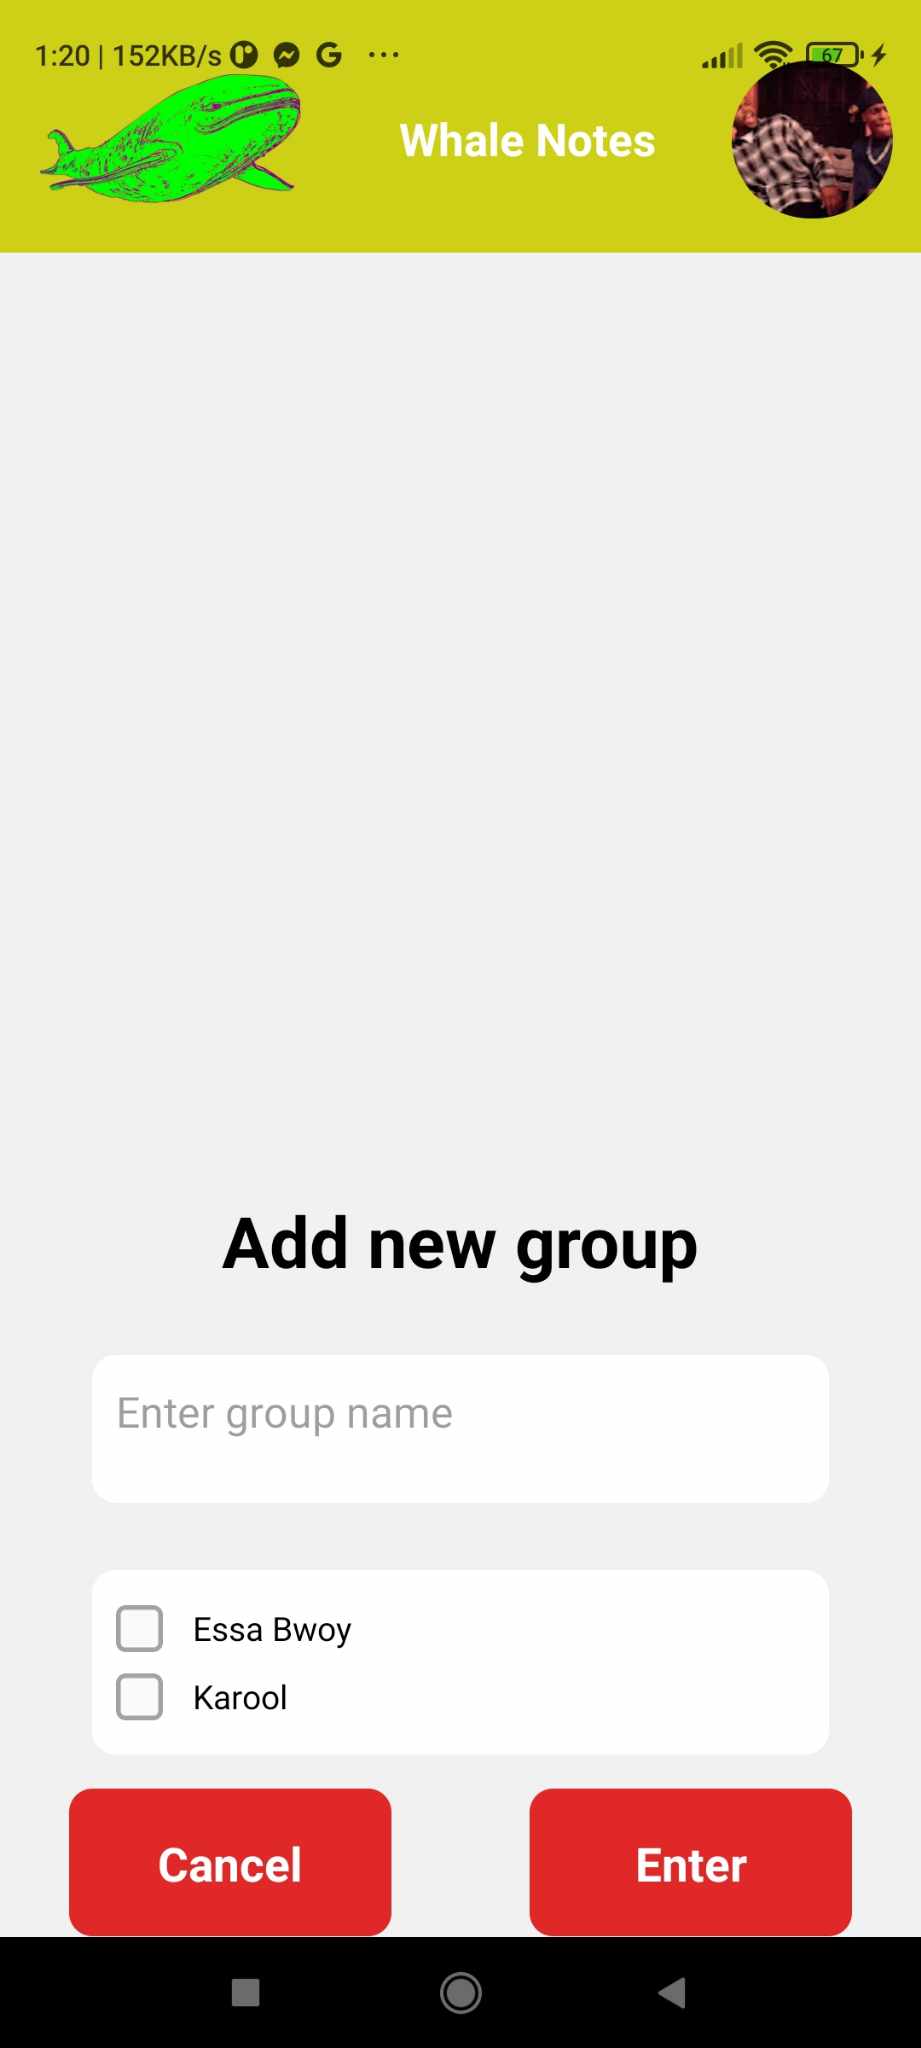 1:20 | 152KB/s G ...
67
Whale Notes
Add new group
Enter group name
Essa Bwoy
Karool
Cancel
Enter